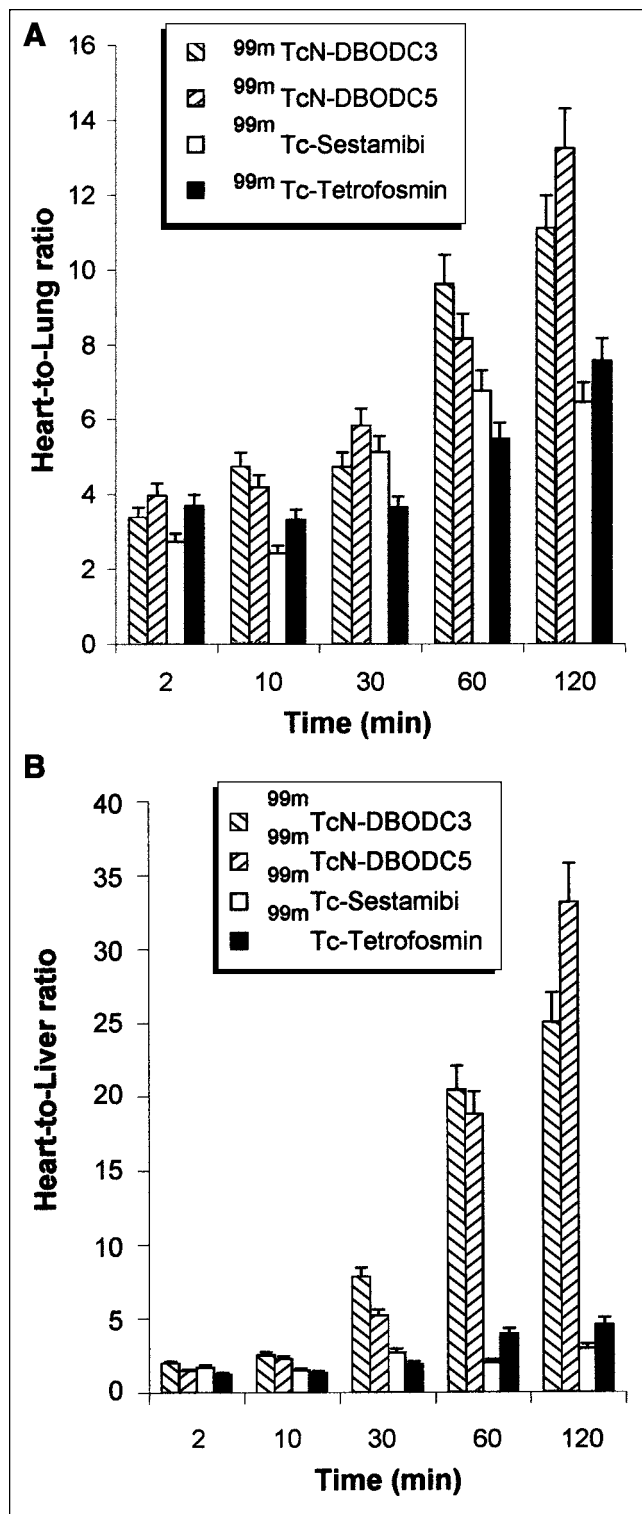 A
16
14
12
10
8
6
4
2
0
Heart-to-Lung ratio
99m TcN-DBODC3
99m TcN-DBODC5
99m Tc-Sestamibi
99m Tc-Tetrofosmin
2 10 30 60 120
Time (min)
B
40
35
30
25
20
15
10
5
0
Heart-to-Liver ratio
99m TcN-DBODC3
99m TcN-DBODC5
99m Tc-Sestamibi
99m Tc-Tetrofosmin
2 10 30 60 120
Time (min)